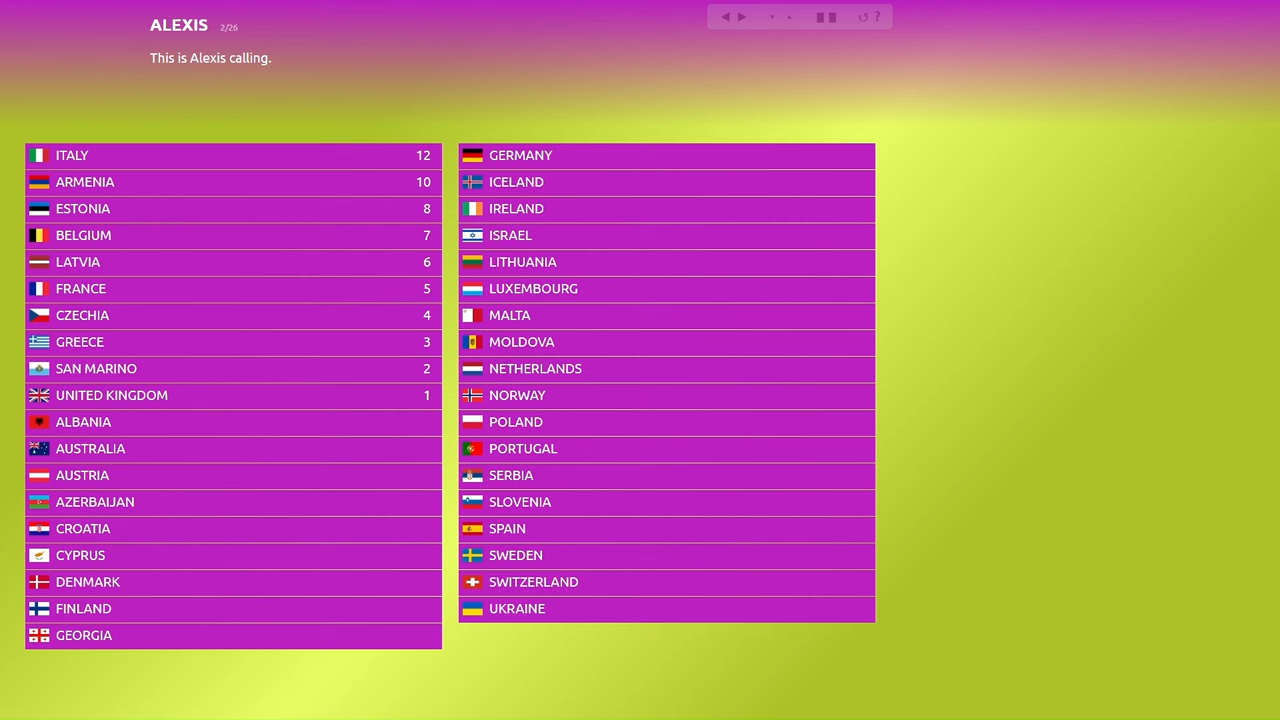 ALEXIS 2/26
This is Alexis calling.
ITALY 12
ARMENIA 10
ESTONIA 8
BELGIUM 7
LATVIA 6
FRANCE 5
CZECHIA 4
GREECE 3
SAN MARINO 2
UNITED KINGDOM 1
ALBANIA
AUSTRALIA
AUSTRIA
AZERBAIJAN
CROATIA
CYPRUS
DENMARK
FINLAND
GEORGIA
GERMANY
ICELAND
IRELAND
ISRAEL
LITHUANIA
LUXEMBOURG
MALTA
MOLDOVA
NETHERLANDS
NORWAY
POLAND
PORTUGAL
SERBIA
SLOVENIA
SPAIN
SWEDEN
SWITZERLAND
UKRAINE